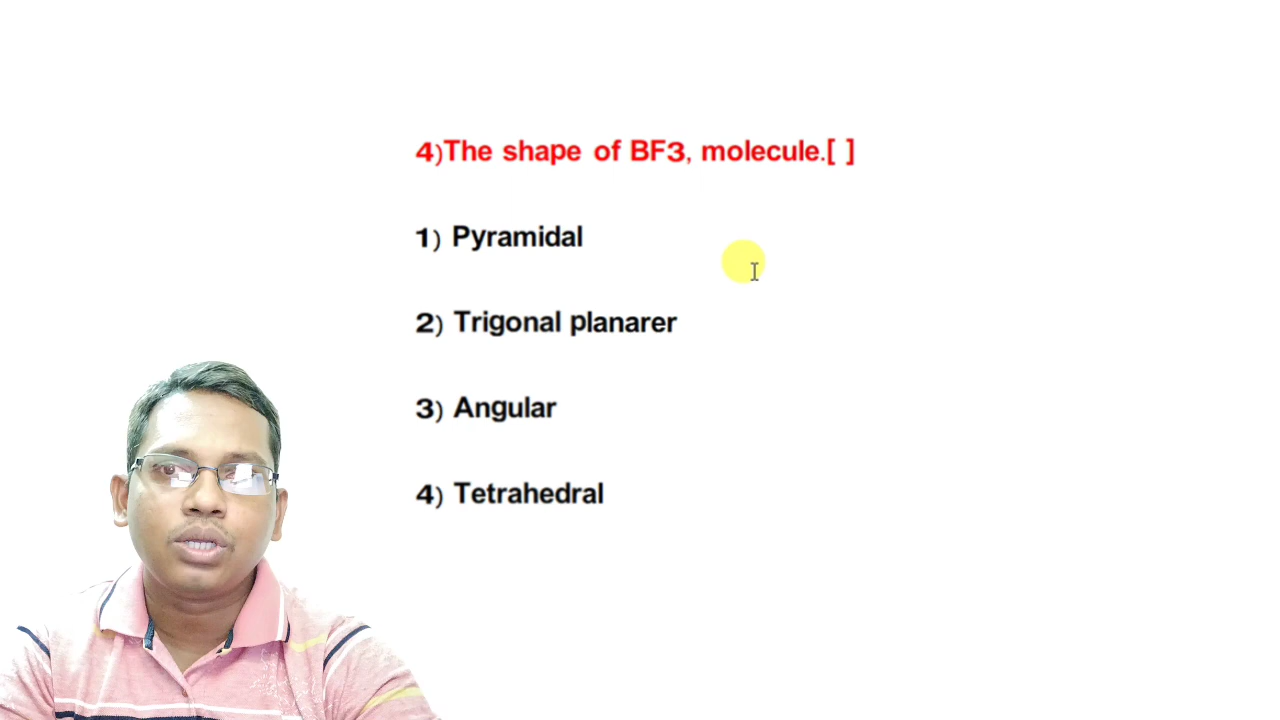 4)The shape of BF3, molecule.[ ]
1) Pyramidal
2) Trigonal planarer
3) Angular
4) Tetrahedral